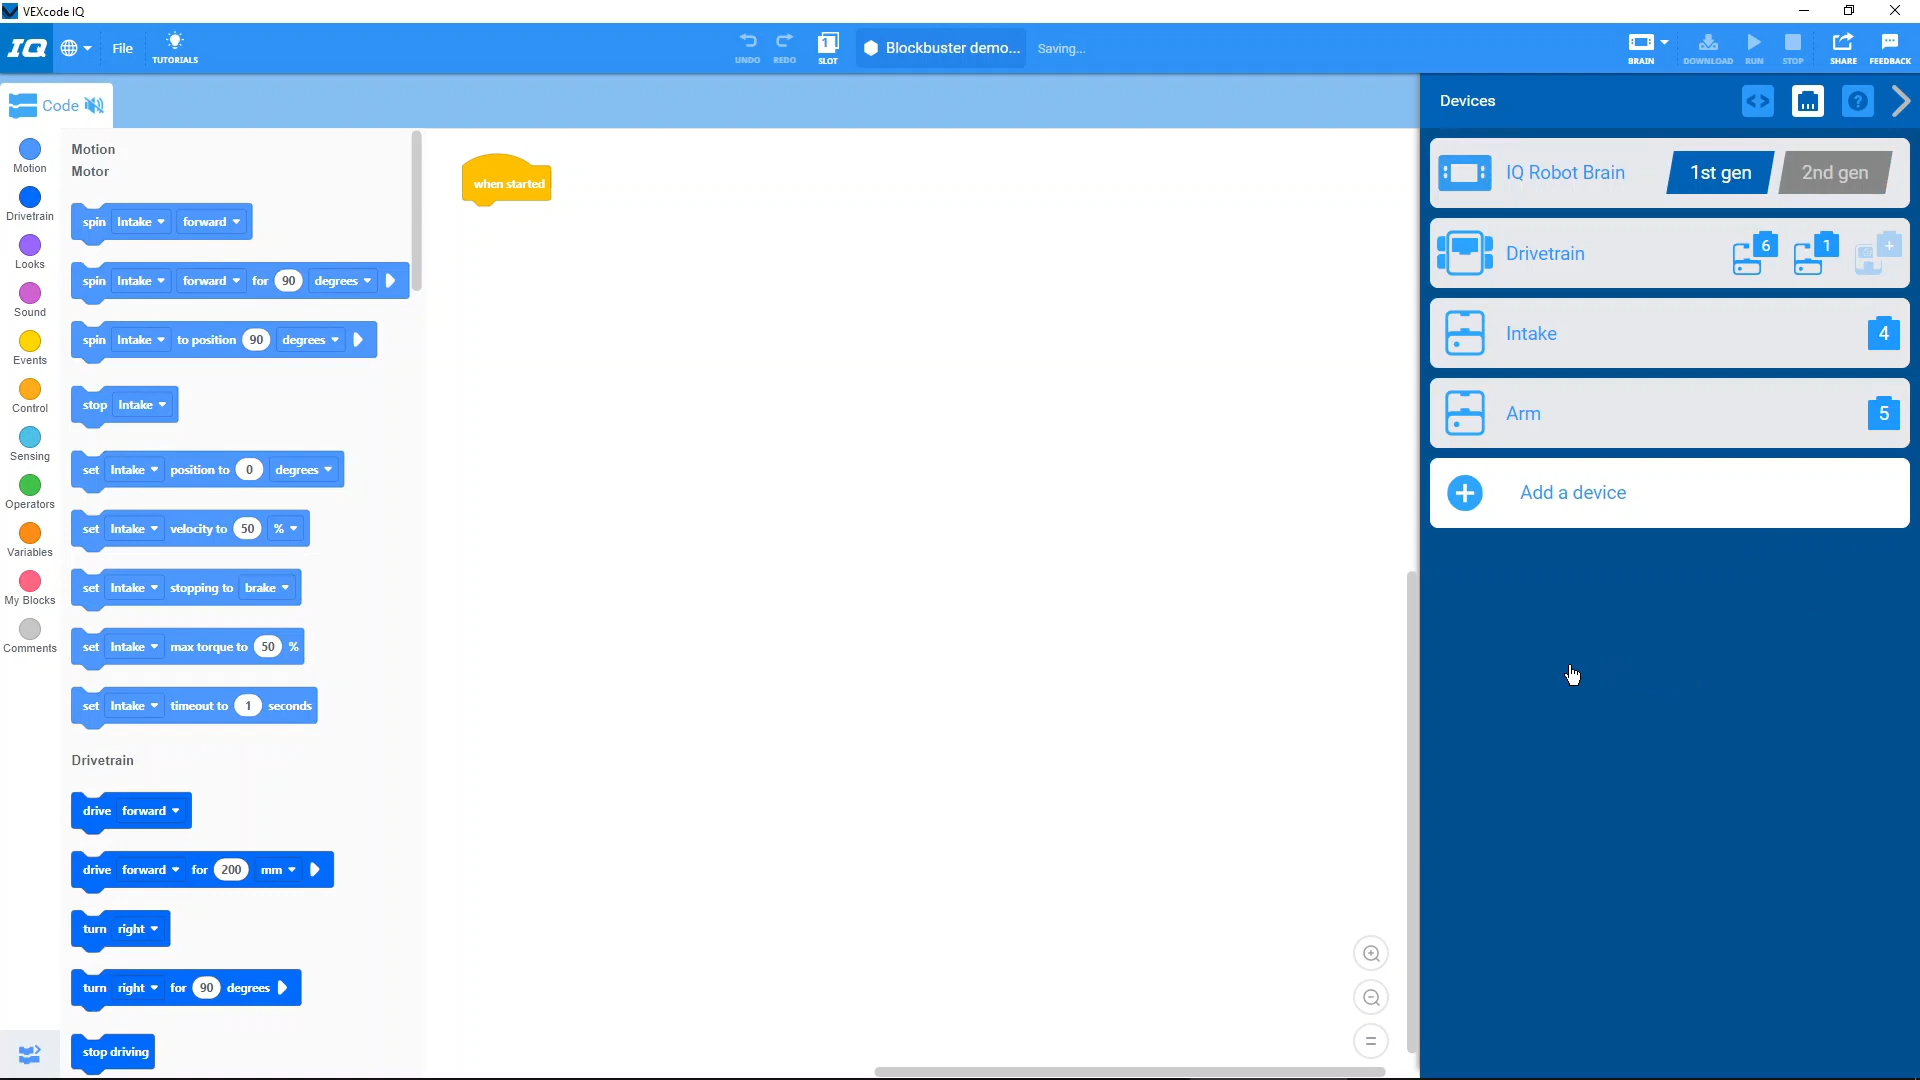 VEXcode IQ
IQ
File
TUTORIALS
UNDO
REDO
1
SLOT
Blockbuster demo...
Saving...
BRAIN
DOWNLOAD
RUN
STOP
SHARE
FEEDBACK
Code
Devices
<>
?
Motion
Drivetrain
Looks
Sound
Events
Control
Sensing
Operators
Variables
My Blocks
Comments
Motion
Motor
spin Intake forward
spin Intake forward for 90 degrees
spin Intake to position 90 degrees
stop Intake
set Intake position to 0 degrees
set Intake velocity to 50 %
set Intake stopping to brake
set Intake max torque to 50 %
set Intake timeout to 1 seconds
Drivetrain
drive forward
drive forward for 200 mm
turn right
turn right for 90 degrees
stop driving
when started
IQ Robot Brain 1st gen 2nd gen
Drivetrain 6 1 +
Intake 4
Arm 5
+ Add a device
=